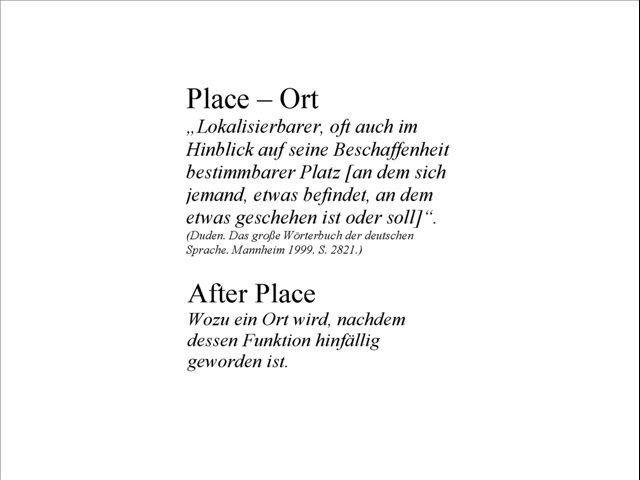 Place – Ort
„Lokalisierbarer, oft auch im
Hinblick auf seine Beschaffenheit
bestimmbarer Platz [an dem sich
jemand, etwas befindet, an dem
etwas geschehen ist oder soll]“.
(Duden. Das große Wörterbuch der deutschen
Sprache. Mannheim 1999. S. 2821.)
After Place
Wozu ein Ort wird, nachdem
dessen Funktion hinfällig
geworden ist.